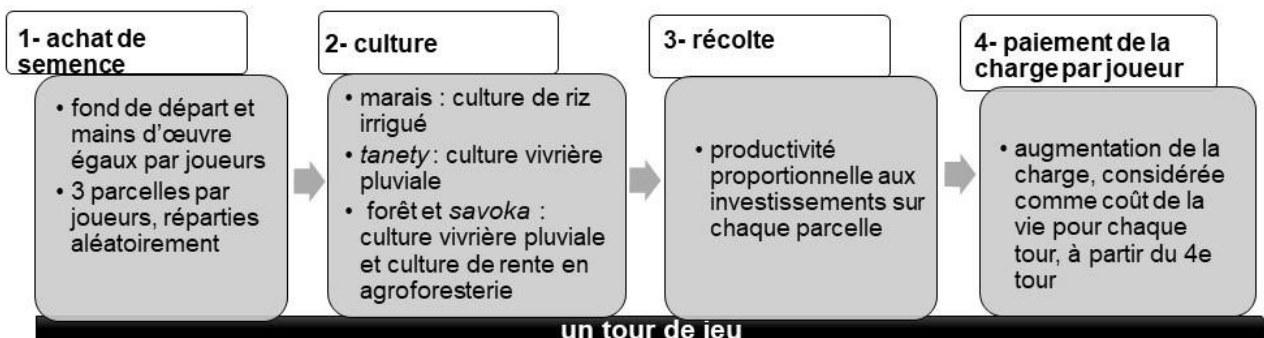 1- achat de
semence
• fond de départ et
mains d'œuvre
égaux par joueurs
• 3 parcelles par
joueurs, réparties
aléatoirement
2- culture
• marais : culture de riz
irrigué
• tanety : culture vivrière
pluviale
• forêt et savoka :
culture vivrière pluviale
et culture de rente en
agroforesterie
3- récolte
• productivité
proportionnelle aux
investissements sur
chaque parcelle
4- paiement de la
charge par joueur
• augmentation de la
charge, considérée
comme coût de la
vie pour chaque
tour, à partir du 4e
tour
un tour de jeu